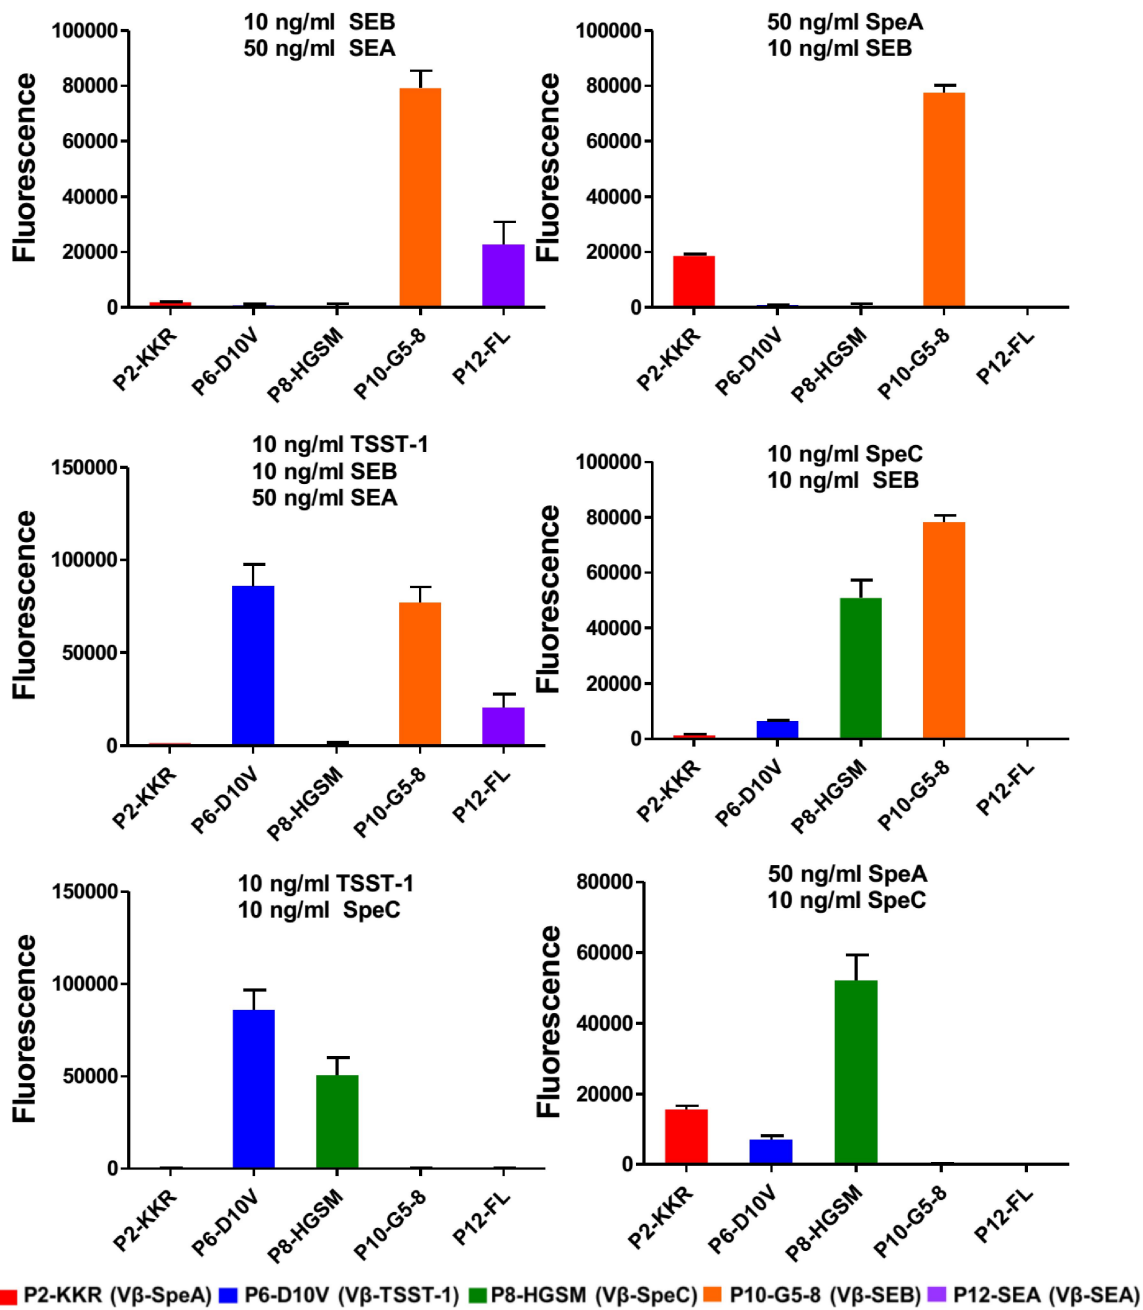 10 ng/ml SEB
50 ng/ml SEA
Fluorescence
100000
80000
60000
40000
20000
0
P2-KKR
P6-D10V
P8-HGSM
P10-G5-8
P12-FL
50 ng/ml SpeA
10 ng/ml SEB
Fluorescence
100000
80000
60000
40000
20000
0
P2-KKR
P6-D10V
P8-HGSM
P10-G5-8
P12-FL
10 ng/ml TSST-1
10 ng/ml SEB
50 ng/ml SEA
Fluorescence
150000
100000
50000
0
P2-KKR
P6-D10V
P8-HGSM
P10-G5-8
P12-FL
10 ng/ml SpeC
10 ng/ml SEB
Fluorescence
100000
80000
60000
40000
20000
0
P2-KKR
P6-D10V
P8-HGSM
P10-G5-8
P12-FL
10 ng/ml TSST-1
10 ng/ml SpeC
Fluorescence
150000
100000
50000
0
P2-KKR
P6-D10V
P8-HGSM
P10-G5-8
P12-FL
50 ng/ml SpeA
10 ng/ml SpeC
Fluorescence
80000
60000
40000
20000
0
P2-KKR
P6-D10V
P8-HGSM
P10-G5-8
P12-FL
P2-KKR (Vβ-SpeA) P6-D10V (Vβ-TSST-1) P8-HGSM (Vβ-SpeC) P10-G5-8 (Vβ-SEB) P12-SEA (Vβ-SEA)